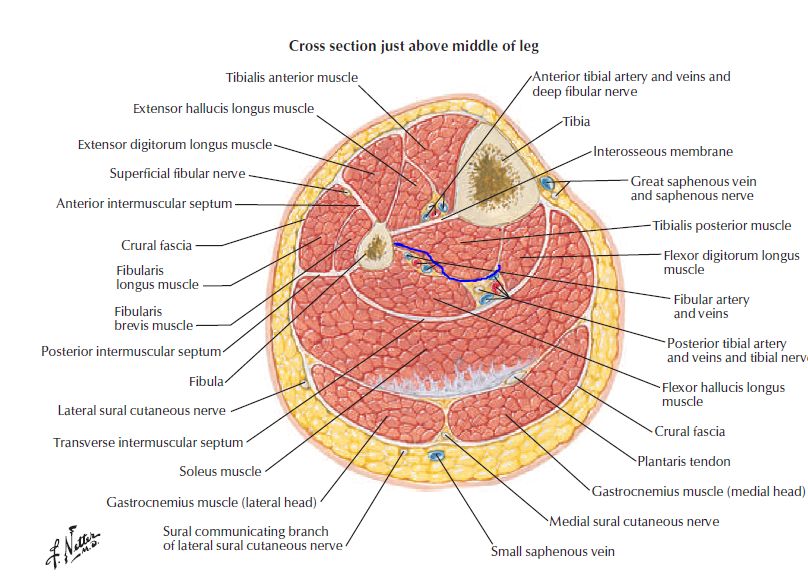 Cross section just above middle of leg
Tibialis anterior muscle
Extensor hallucis longus muscle
Extensor digitorum longus muscle
Superficial fibular nerve
Anterior intermuscular septum
Crural fascia
Fibularis
longus muscle
Fibularis
brevis muscle
Posterior intermuscular septum
Fibula
Lateral sural cutaneous nerve
Transverse intermuscular septum
Soleus muscle
Gastrocnemius muscle (lateral head)
Sural communicating branch
of lateral sural cutaneous nerve
Anterior tibial artery and veins and
deep fibular nerve
Tibia
Interosseous membrane
Great saphenous vein
and saphenous nerve
Tibialis posterior muscle
Flexor digitorum longus
muscle
Fibular artery
and veins
Posterior tibial artery
and veins and tibial nerv
Flexor hallucis longus
muscle
Crural fascia
Plantaris tendon
Gastrocnemius muscle (medial head)
Medial sural cutaneous nerve
Small saphenous vein
F. Netter
M.D.